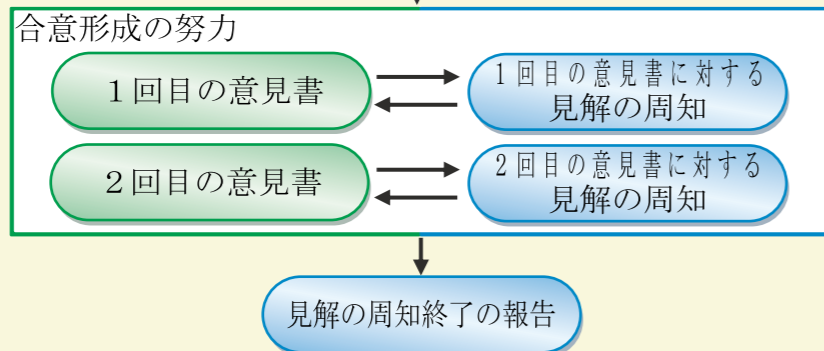 合意形成の努力
１回目の意見書
１回目の意見書に対する
見解の周知
２回目の意見書
２回目の意見書に対する
見解の周知
見解の周知終了の報告